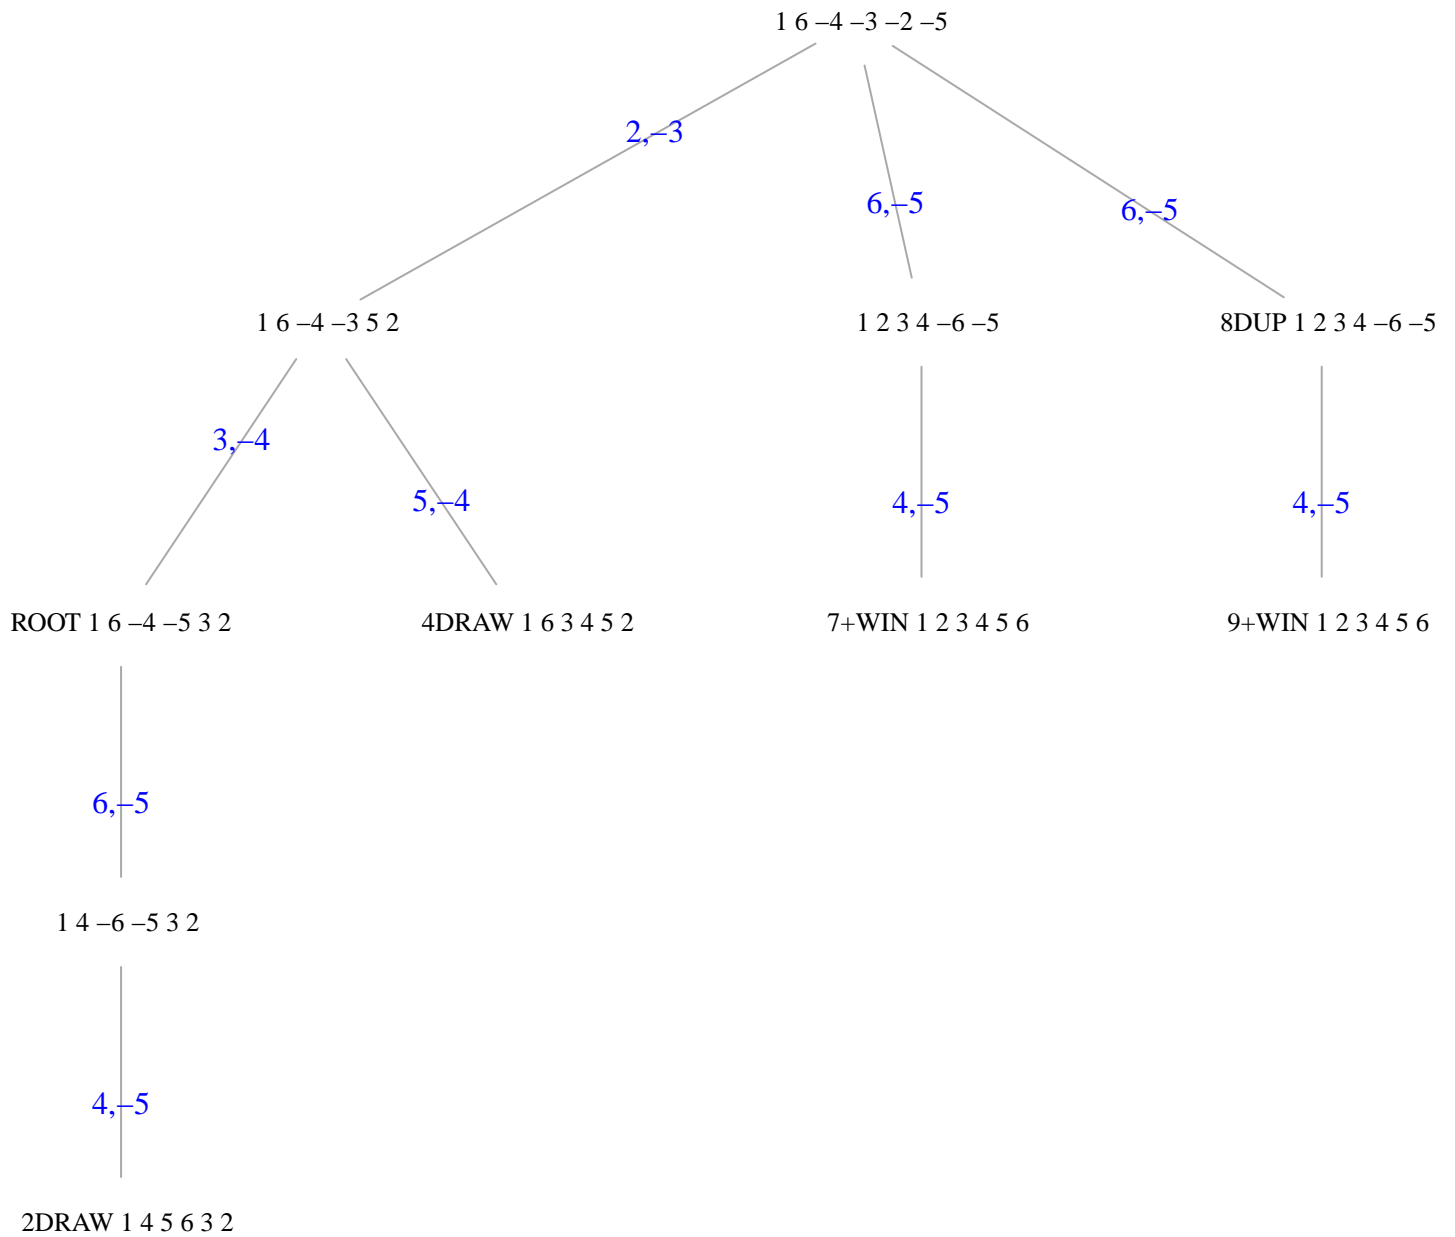 1 6 –4 –3 –2 –5
2,–3
6,–5
6,–5
1 6 –4 –3 5 2
1 2 3 4 –6 –5
8DUP 1 2 3 4 –6 –5
3,–4
5,–4
4,–5
4,–5
ROOT 1 6 –4 –5 3 2
4DRAW 1 6 3 4 5 2
7+WIN 1 2 3 4 5 6
9+WIN 1 2 3 4 5 6
6,–5
1 4 –6 –5 3 2
4,–5
2DRAW 1 4 5 6 3 2